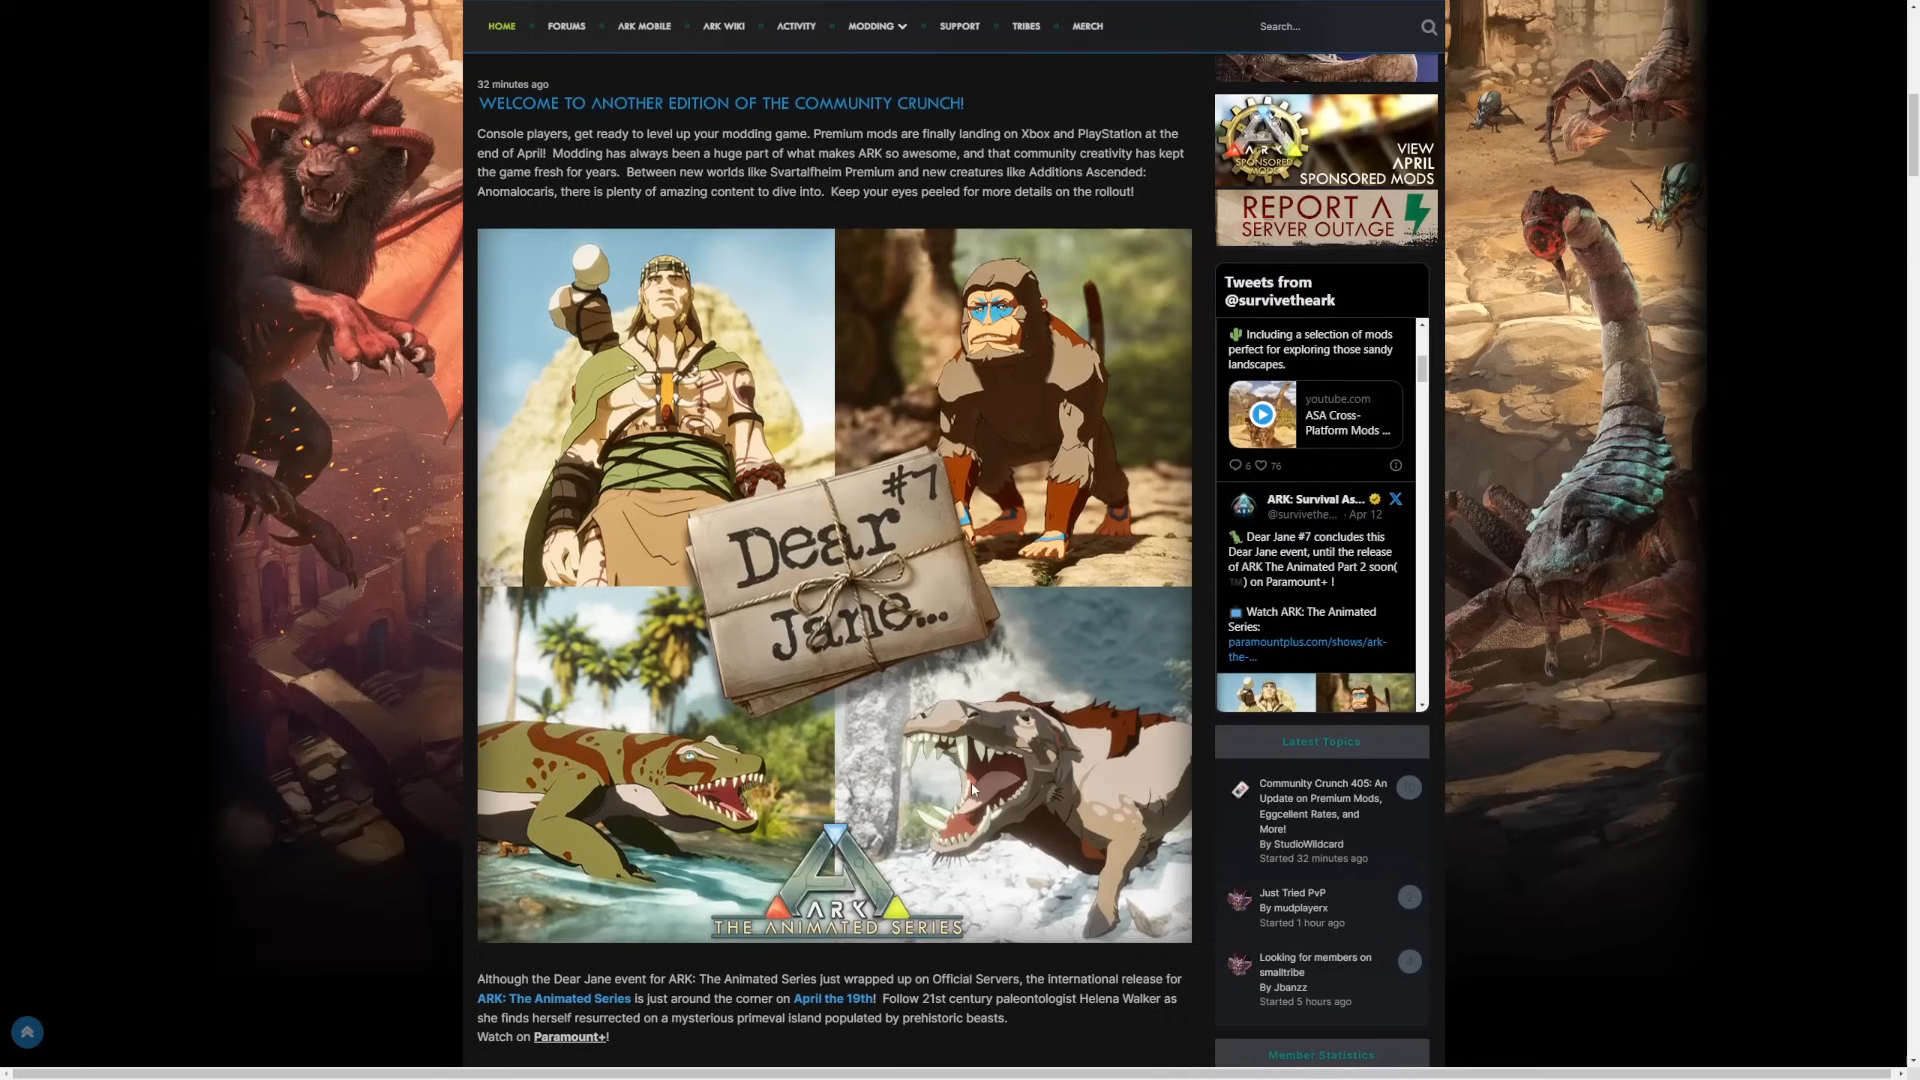 HOME
FORUMS
ARK MOBILE
ARK WIKI
ACTIVITY
MODDING
SUPPORT
TRIBES
MERCH
Search...
32 minutes ago
WELCOME TO ANOTHER EDITION OF THE COMMUNITY CRUNCH!
Console players, get ready to level up your modding game. Premium mods are finally landing on Xbox and PlayStation at the
end of April! Modding has always been a huge part of what makes ARK so awesome, and that community creativity has kept
the game fresh for years. Between new worlds like Svartalfheim Premium and new creatures like Additions Ascended:
Anomalocaris, there is plenty of amazing content to dive into. Keep your eyes peeled for more details on the rollout!
#7
Dear
Jane...
ARK
THE ANIMATED SERIES
Although the Dear Jane event for ARK: The Animated Series just wrapped up on Official Servers, the international release for
ARK: The Animated Series is just around the corner on April the 19th! Follow 21st century paleontologist Helena Walker as
she finds herself resurrected on a mysterious primeval island populated by prehistoric beasts.
Watch on Paramount+!
ARK
SPONSORED
MODS
VIEW
APRIL
SPONSORED MODS
REPORT A
SERVER OUTAGE
Tweets from
@survivetheark
🌵 Including a selection of mods
perfect for exploring those sandy
landscapes.
youtube.com
ASA Cross-
Platform Mods ...
6 76
ARK: Survival As...
@survivethe... · Apr 12
🦖 Dear Jane #7 concludes this
Dear Jane event, until the release
of ARK The Animated Part 2 soon(
™️) on Paramount+ !
📺 Watch ARK: The Animated
Series:
paramountplus.com/shows/ark-
the-...
Latest Topics
Community Crunch 405: An
Update on Premium Mods,
Eggcellent Rates, and
More!
10
By StudioWildcard
Started 32 minutes ago
Just Tried PvP
2
By mudplayerx
Started 1 hour ago
Looking for members on
smalltribe
4
By Jbanzz
Started 5 hours ago
Member Statistics